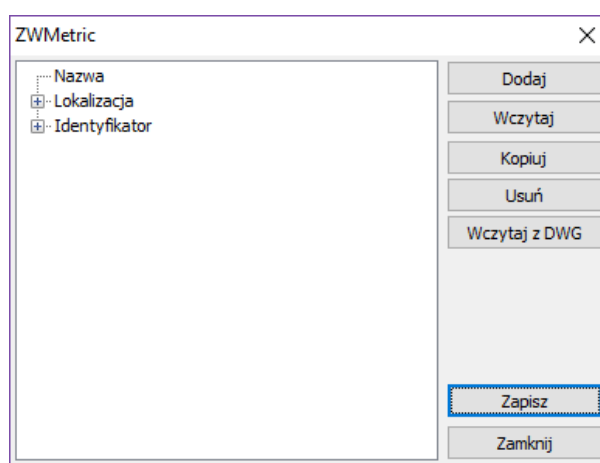 ZWMetric
Nazwa
Lokalizacja
Identyfikator
Dodaj
Wczytaj
Kopiuj
Usuń
Wczytaj z DWG
Zapisz
Zamknij